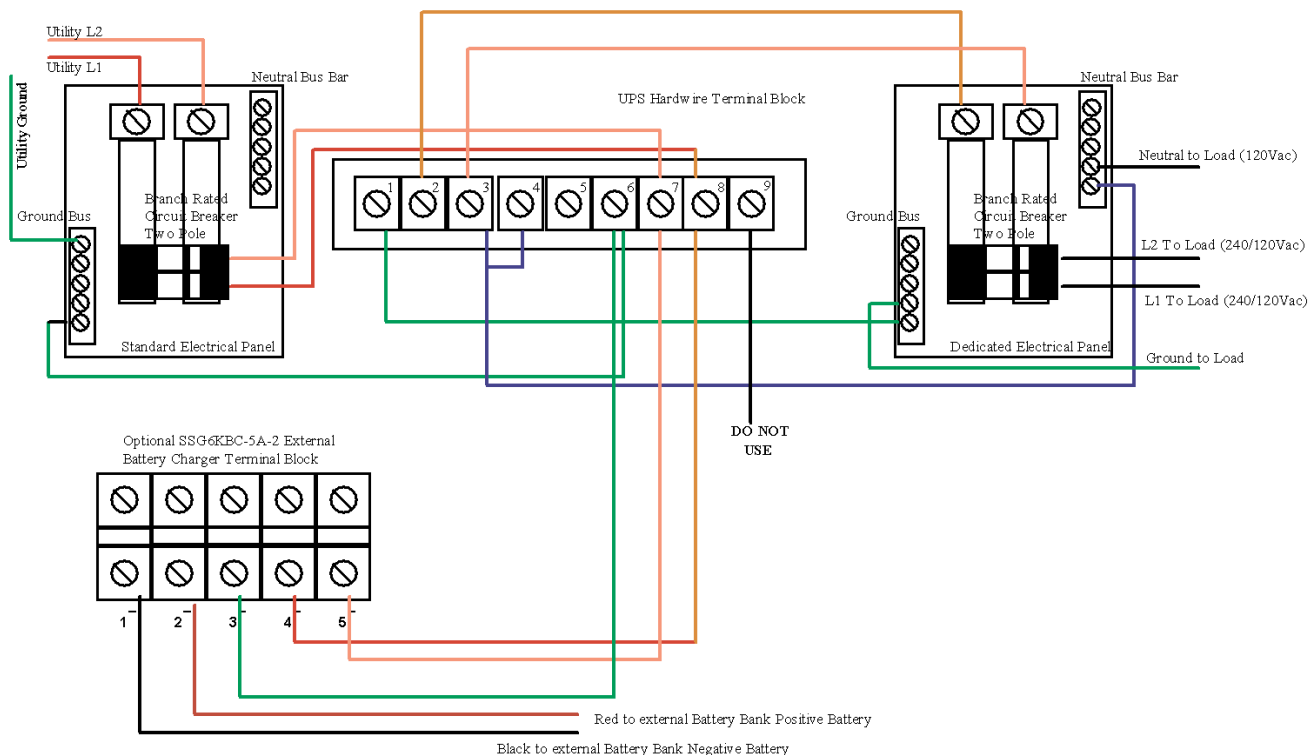 Utility L2
Utility L1
Utility Ground
Neutral Bus Bar
Ground Bus
Branch Rated
Circuit Breaker
Two Pole
Standard Electrical Panel
UPS Hardwire Terminal Block
1 2 3 4 5 6 7 8 9
DO NOT
USE
Neutral Bus Bar
Neutral to Load (120Vac)
Ground Bus
Branch Rated
Circuit Breaker
Two Pole
L2 To Load (240/120Vac)
L1 To Load (240/120Vac)
Dedicated Electrical Panel
Ground to Load
Optional SSG6KBC-5A-2 External
Battery Charger Terminal Block
1- 2- 3- 4- 5-
Red to external Battery Bank Positive Battery
Black to external Battery Bank Negative Battery